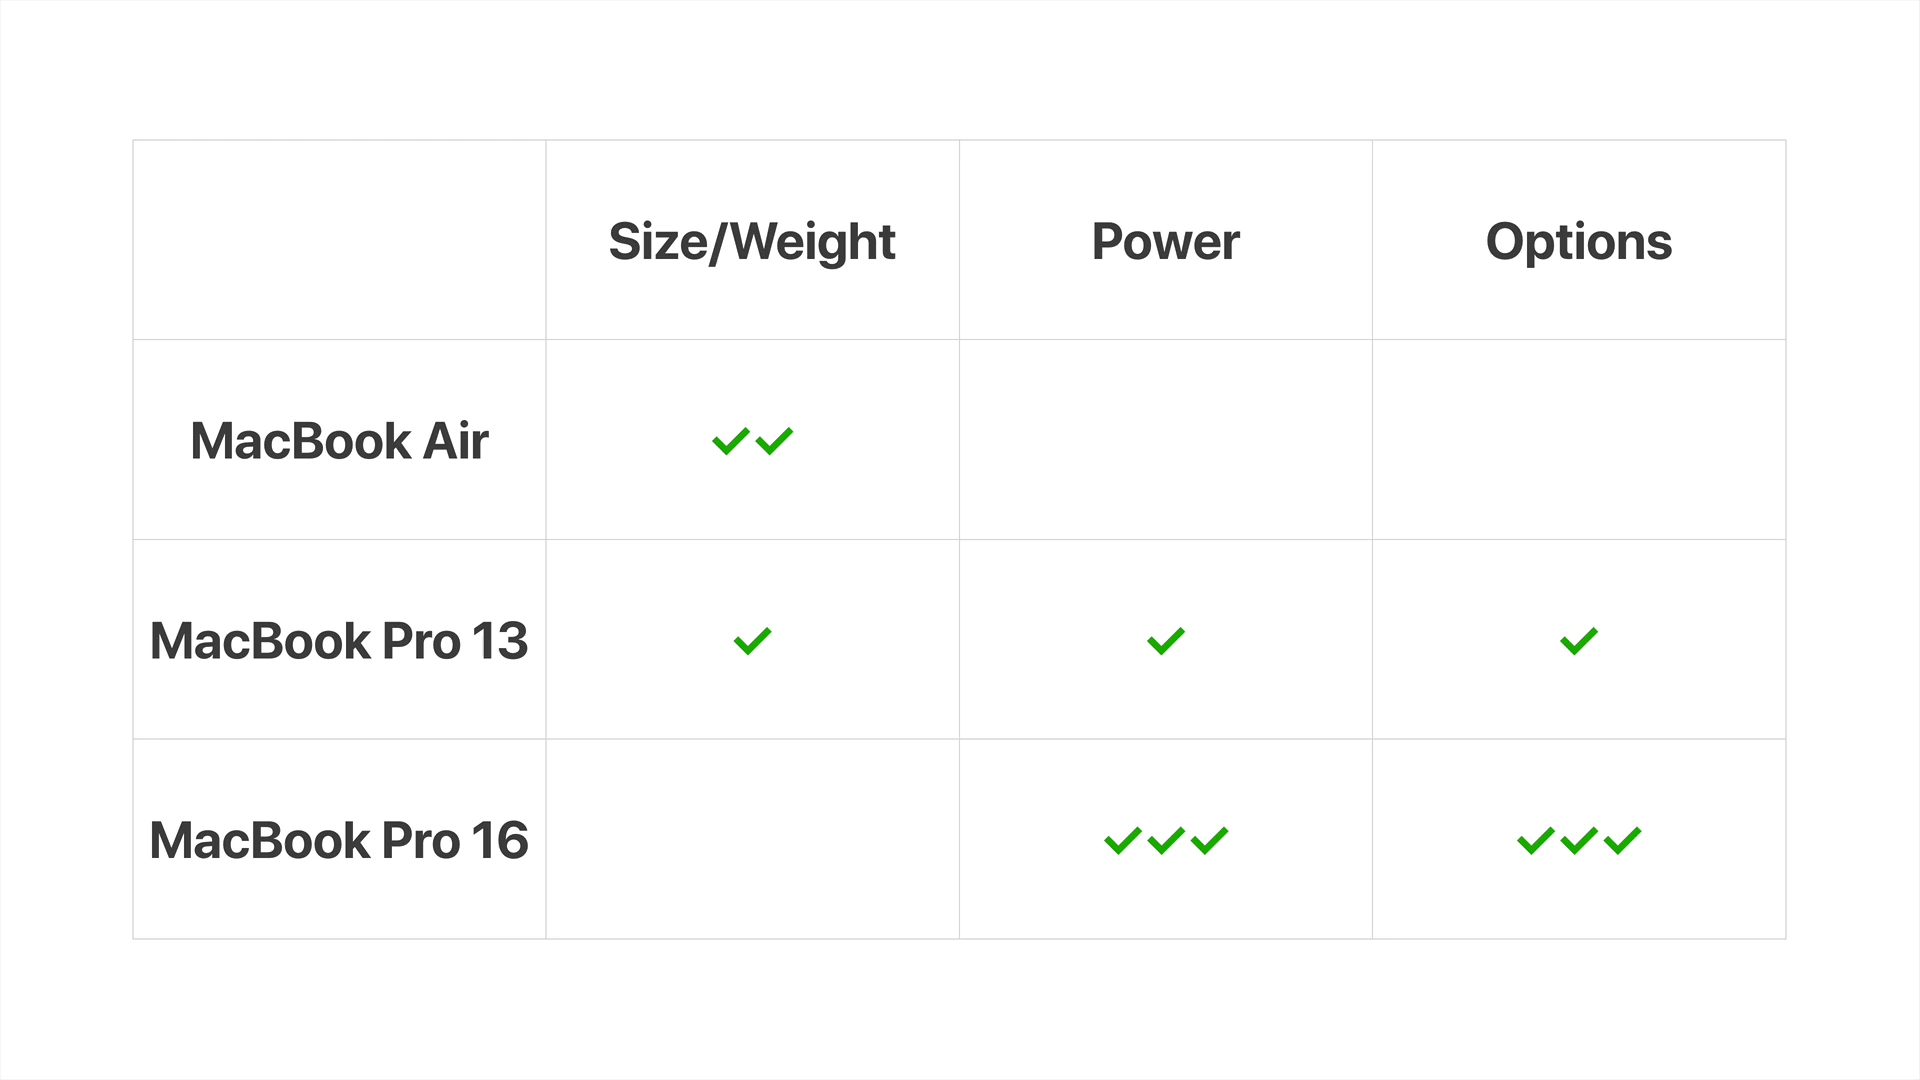 Size/Weight Power Options
MacBook Air ✓✓
MacBook Pro 13 ✓ ✓ ✓
MacBook Pro 16 ✓✓✓ ✓✓✓